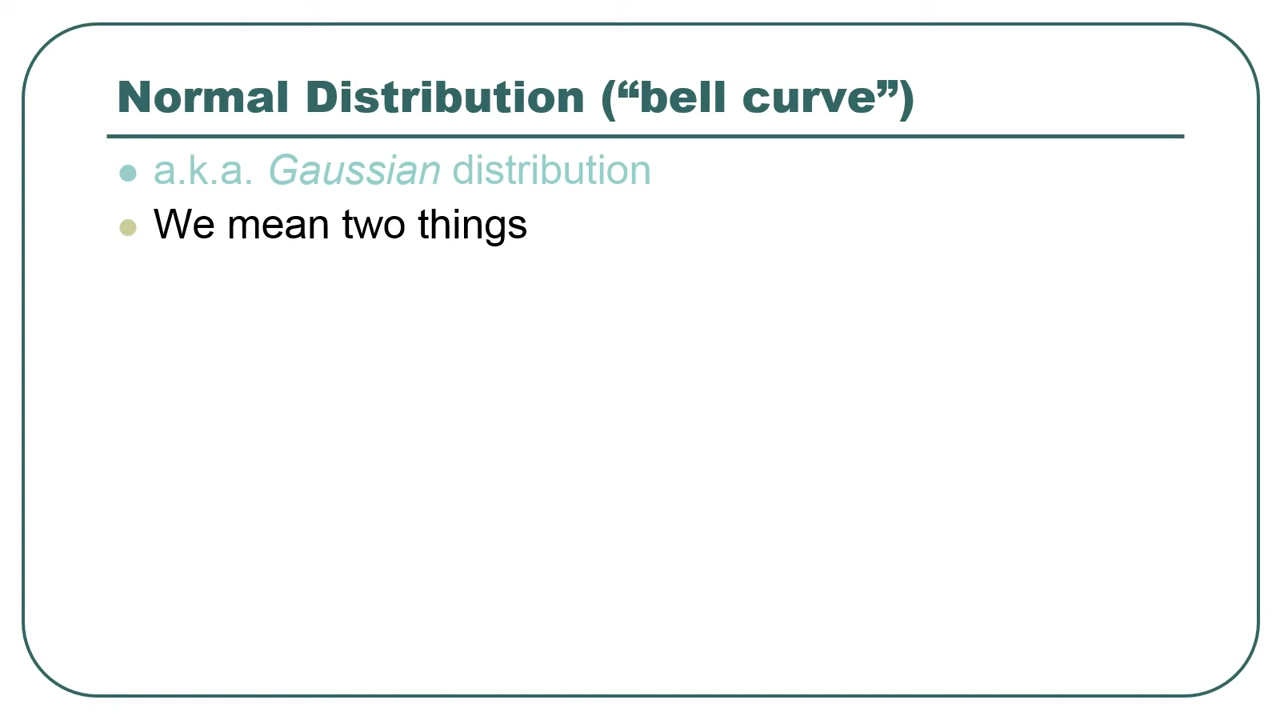 Normal Distribution (“bell curve”)
a.k.a. Gaussian distribution
We mean two things